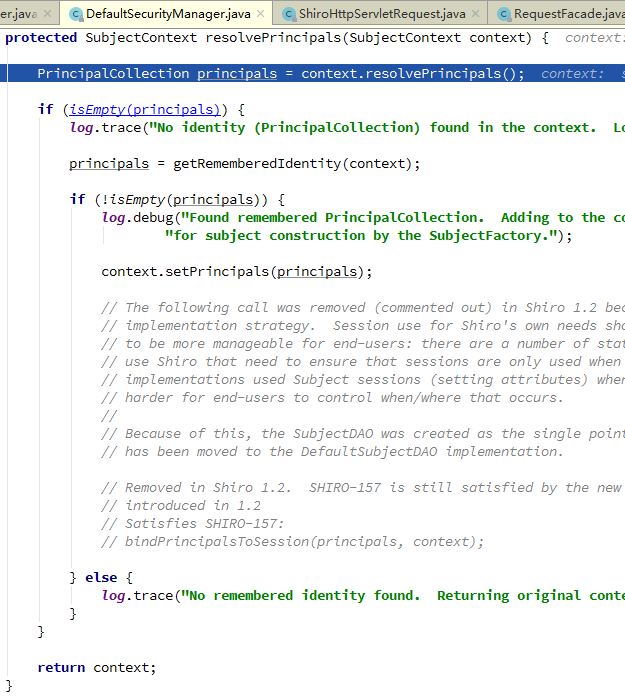 er.java DefaultSecurityManager.java ShiroHttpServletRequest.java RequestFacade.java
protected SubjectContext resolvePrincipals(SubjectContext context) { context:
PrincipalCollection principals = context.resolvePrincipals(); context: s
if (isEmpty(principals)) {
log.trace("No identity (PrincipalCollection) found in the context. Lo
principals = getRememberedIdentity(context);
if (!isEmpty(principals)) {
log.debug("Found remembered PrincipalCollection. Adding to the co
"for subject construction by the SubjectFactory.");
context.setPrincipals(principals);
// The following call was removed (commented out) in Shiro 1.2 bec
// implementation strategy. Session use for Shiro's own needs sho
// to be more manageable for end-users: there are a number of stat
// use Shiro that need to ensure that sessions are only used when
// implementations used Subject sessions (setting attributes) when
// harder for end-users to control when/where that occurs.
//
// Because of this, the SubjectDAO was created as the single point
// has been moved to the DefaultSubjectDAO implementation.
// Removed in Shiro 1.2. SHIRO-157 is still satisfied by the new
// introduced in 1.2
// Satisfies SHIRO-157:
// bindPrincipalsToSession(principals, context);
} else {
log.trace("No remembered identity found. Returning original conte
}
}
return context;
}